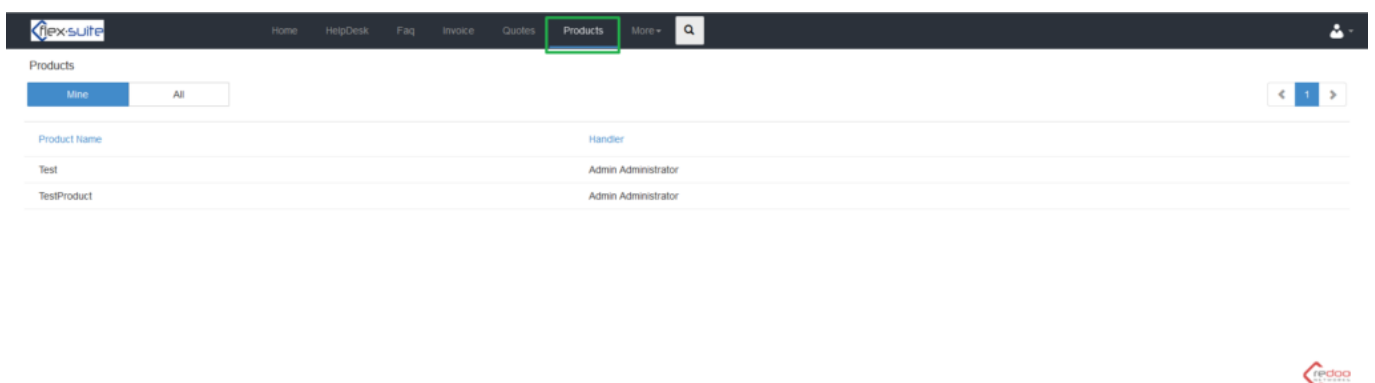 flex-suite Home HelpDesk Faq Invoice Quotes Products More
Products
Mine All 1
Product Name Handler
Test Admin Administrator
TestProduct Admin Administrator
redoo
NETWORKS